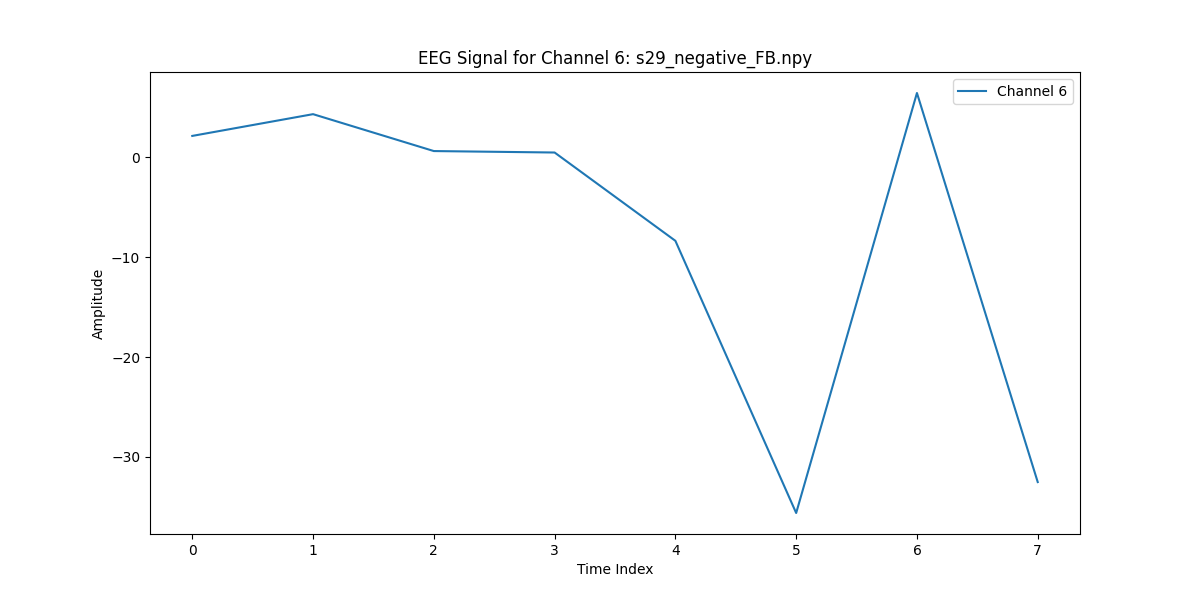 EEG Signal for Channel 6: s29_negative_FB.npy
Channel 6
0
−10
−20
−30
Amplitude
0 1 2 3 4 5 6 7
Time Index